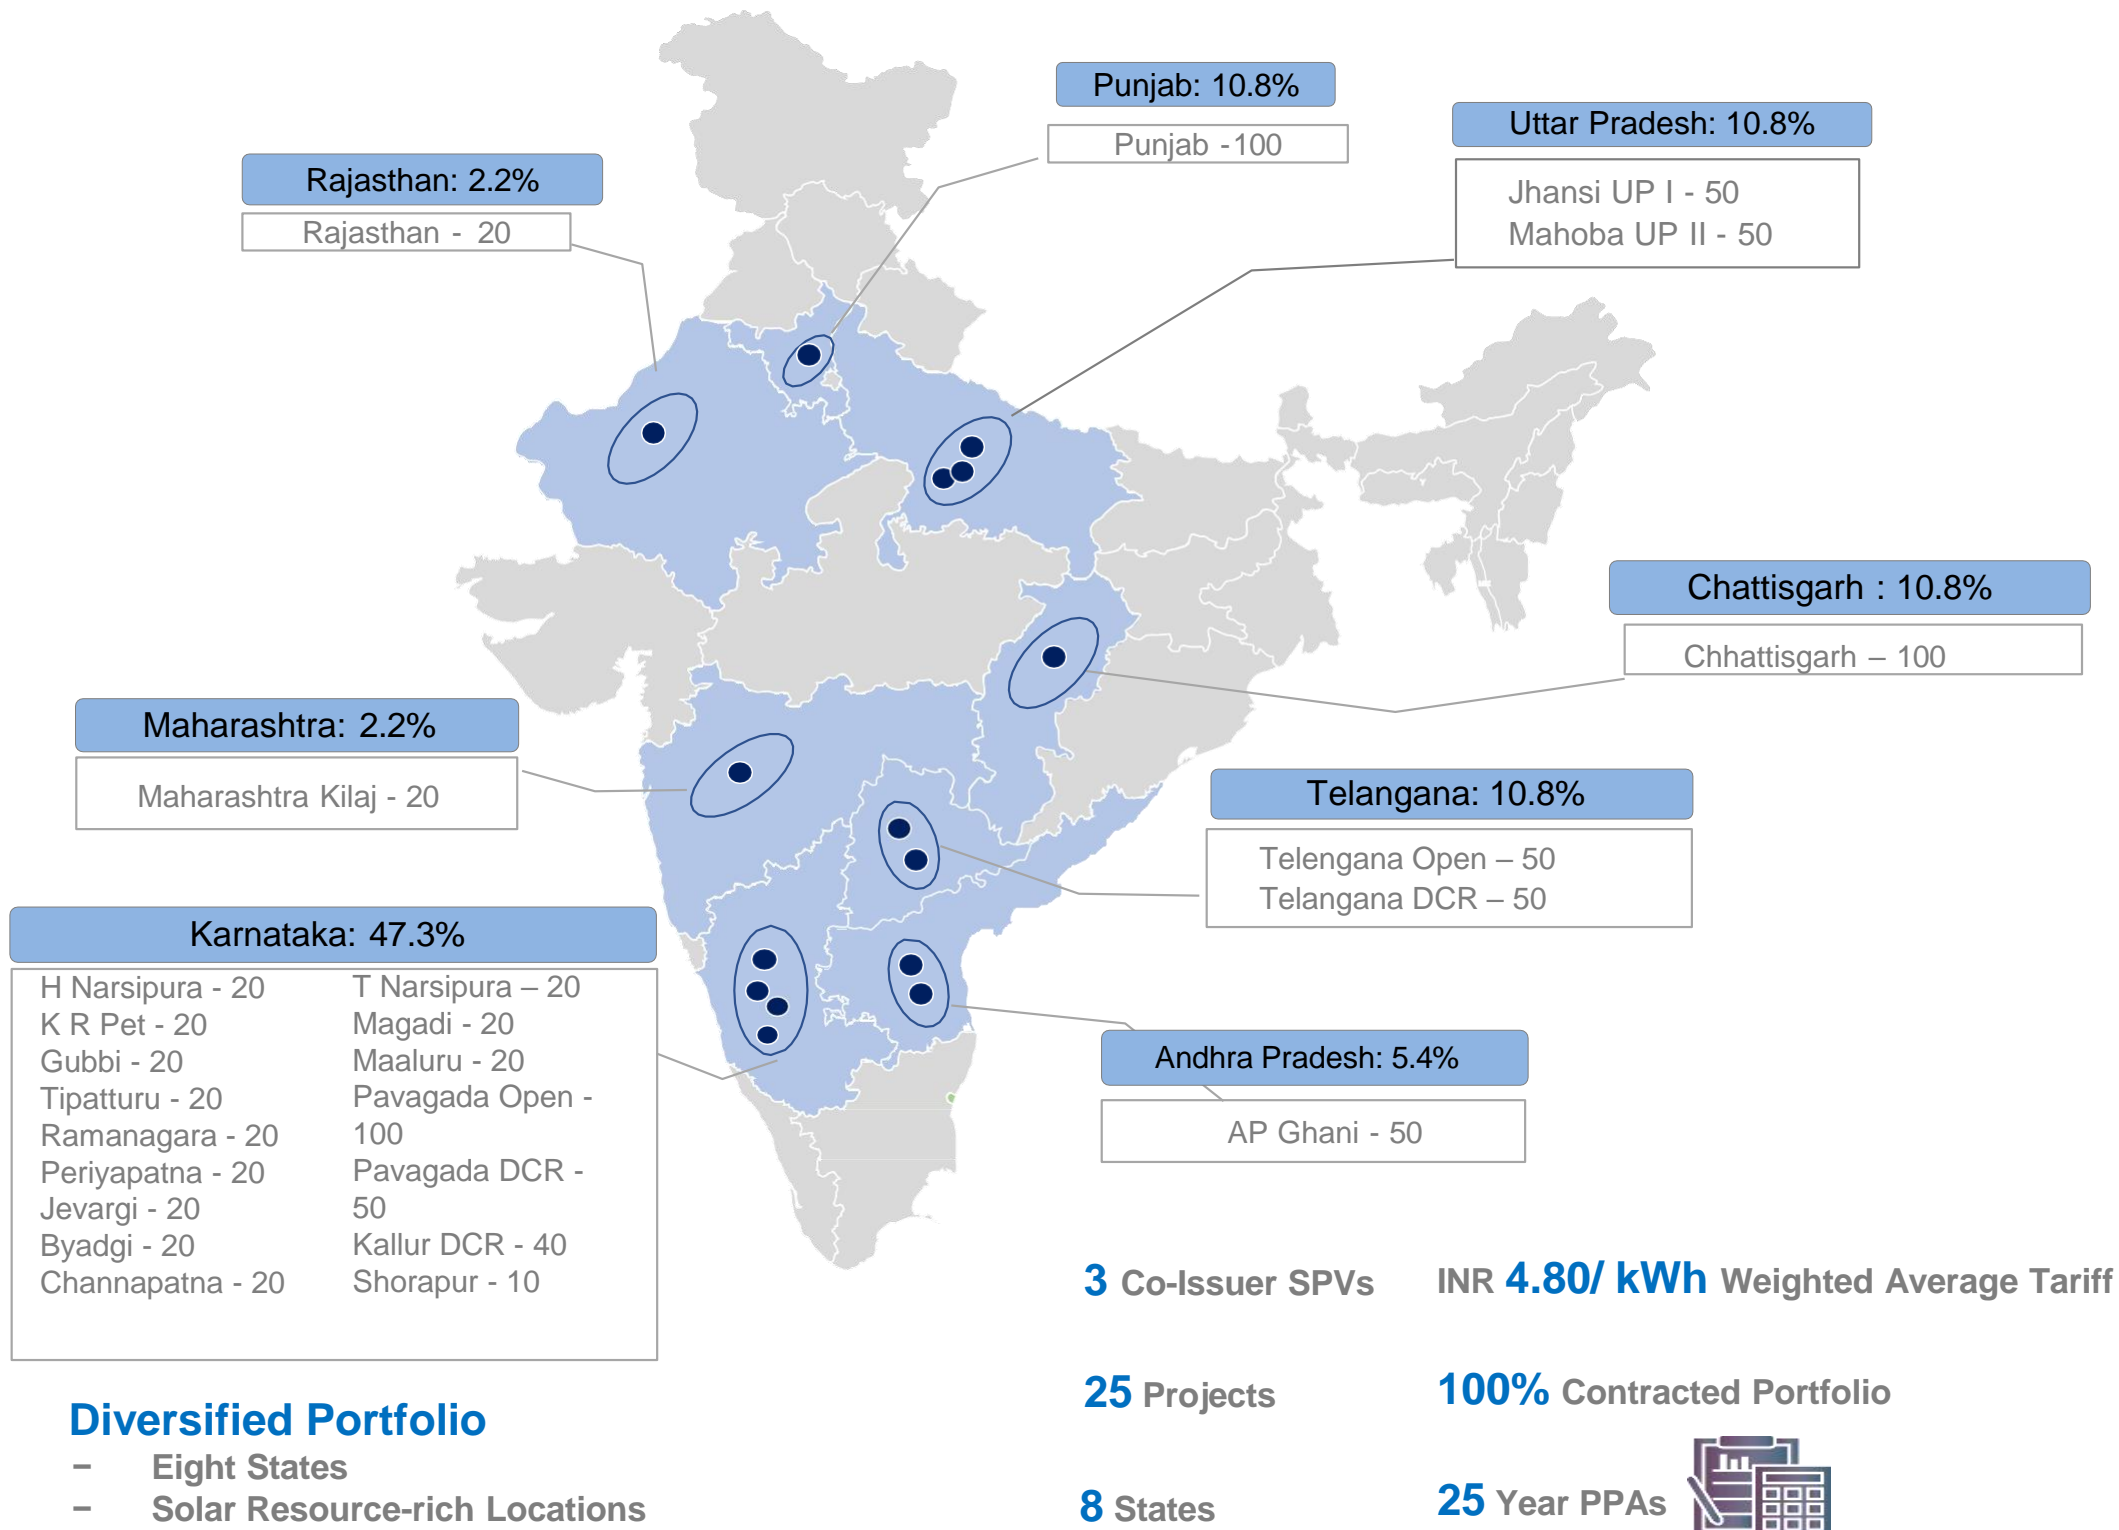 Punjab: 10.8%
Punjab -100
Uttar Pradesh: 10.8%
Jhansi UP I - 50
Mahoba UP II - 50
Rajasthan: 2.2%
Rajasthan - 20
Chattisgarh : 10.8%
Chhattisgarh – 100
Maharashtra: 2.2%
Maharashtra Kilaj - 20
Telangana: 10.8%
Telengana Open – 50
Telangana DCR – 50
Karnataka: 47.3%
H Narsipura - 20
K R Pet - 20
Gubbi - 20
Tipatturu - 20
Ramanagara - 20
Periyapatna - 20
Jevargi - 20
Byadgi - 20
Channapatna - 20
T Narsipura – 20
Magadi - 20
Maaluru - 20
Pavagada Open -
100
Pavagada DCR -
50
Kallur DCR - 40
Shorapur - 10
Andhra Pradesh: 5.4%
AP Ghani - 50
3 Co-Issuer SPVs
INR 4.80/ kWh Weighted Average Tariff
25 Projects
100% Contracted Portfolio
8 States
25 Year PPAs
Diversified Portfolio
− Eight States
− Solar Resource-rich Locations